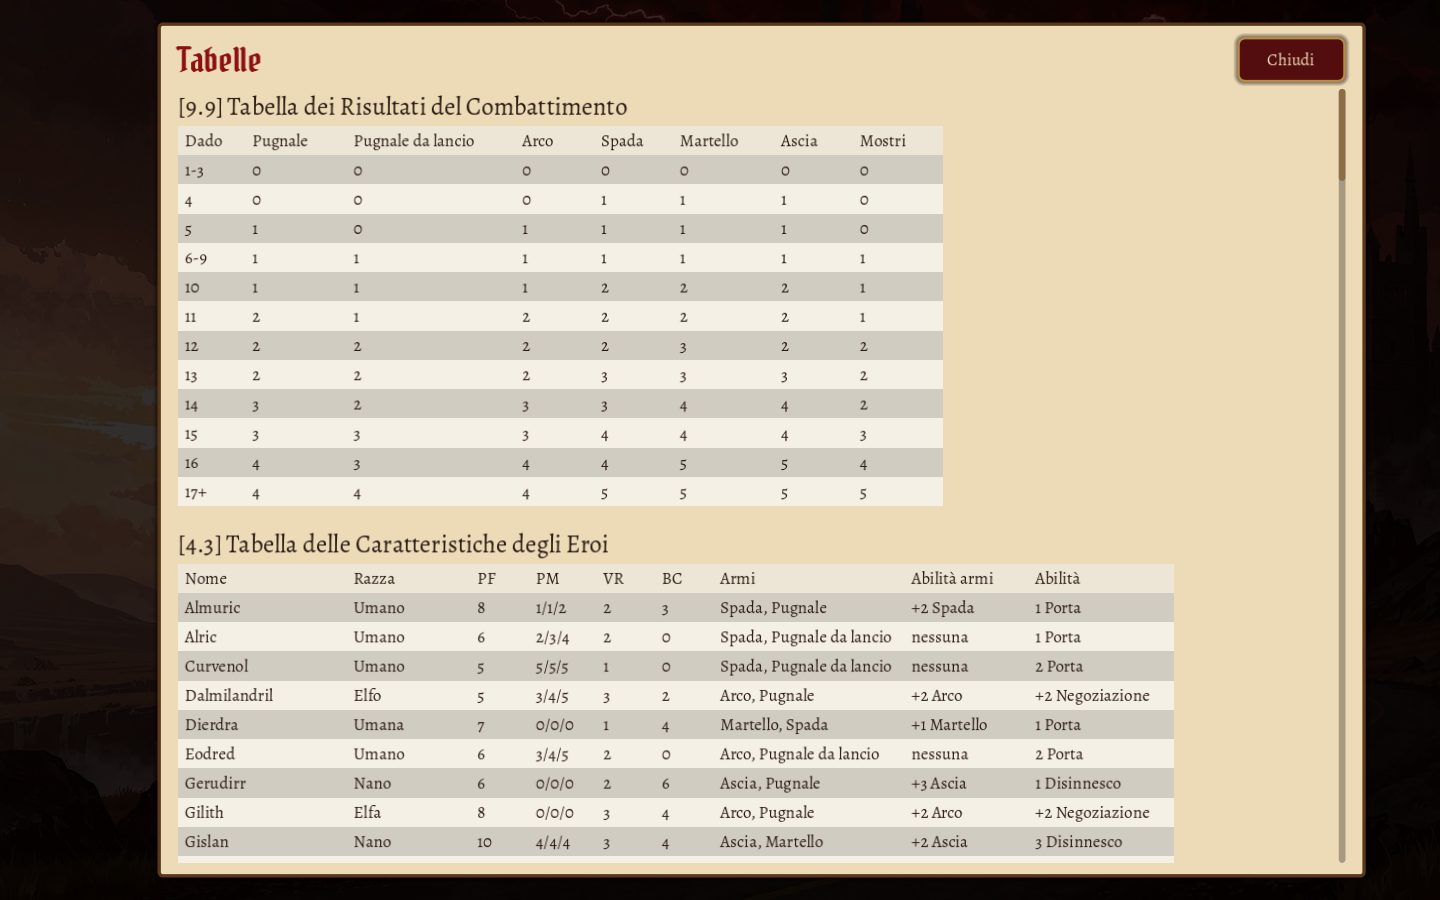 Tabelle
Chiudi
[9.9] Tabella dei Risultati del Combattimento
Dado Pugnale Pugnale da lancio Arco Spada Martello Ascia Mostri
1-3 0 0 0 0 0 0 0
4 0 0 0 1 1 1 0
5 1 0 1 1 1 1 0
6-9 1 1 1 1 1 1 1
10 1 1 1 2 2 2 1
11 2 1 2 2 2 2 1
12 2 2 2 2 3 2 2
13 2 2 2 3 3 3 2
14 3 2 3 3 4 4 2
15 3 3 3 4 4 4 3
16 4 3 4 4 5 5 4
17+ 4 4 4 5 5 5 5
[4.3] Tabella delle Caratteristiche degli Eroi
Nome Razza PF PM VR BC Armi Abilità armi Abilità
Almuric Umano 8 1/1/2 2 3 Spada, Pugnale +2 Spada 1 Porta
Alric Umano 6 2/3/4 2 0 Spada, Pugnale da lancio nessuna 1 Porta
Curvenol Umano 5 5/5/5 1 0 Spada, Pugnale da lancio nessuna 2 Porta
Dalmilandril Elfo 5 3/4/5 3 2 Arco, Pugnale +2 Arco +2 Negoziazione
Dierdra Umana 7 0/0/0 1 4 Martello, Spada +1 Martello 1 Porta
Eodred Umano 6 3/4/5 2 0 Arco, Pugnale da lancio nessuna 2 Porta
Gerudirr Nano 6 0/0/0 2 6 Ascia, Pugnale +3 Ascia 1 Disinnesco
Gilith Elfa 8 0/0/0 3 4 Arco, Pugnale +2 Arco +2 Negoziazione
Gislan Nano 10 4/4/4 3 4 Ascia, Martello +2 Ascia 3 Disinnesco